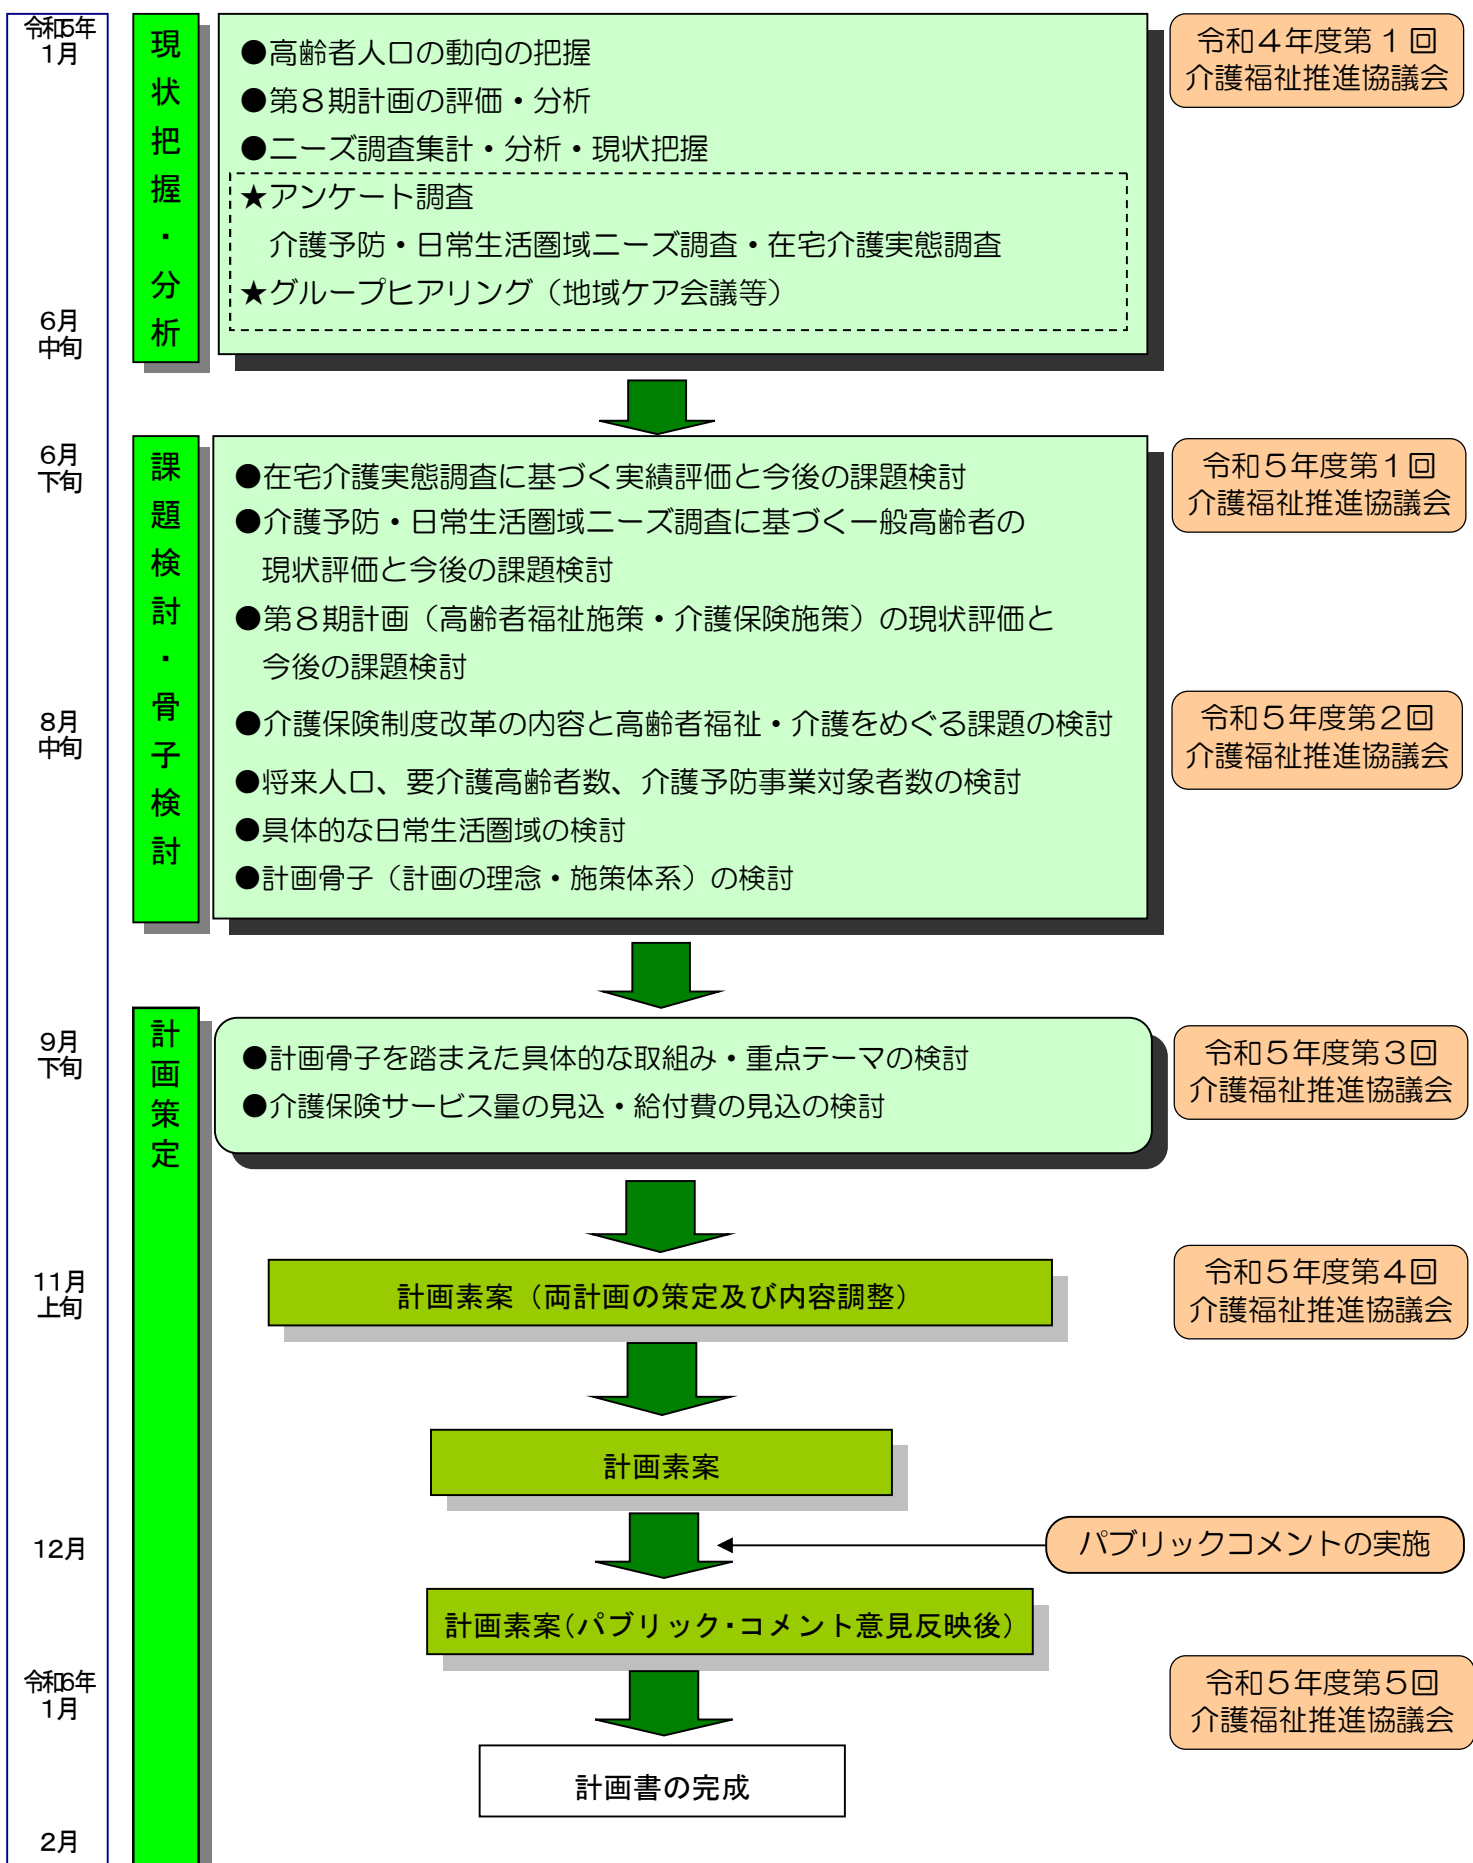 令和5年
1月
現状把握・分析
●高齢者人口の動向の把握
●第８期計画の評価・分析
●ニーズ調査集計・分析・現状把握
★アンケート調査
介護予防・日常生活圏域ニーズ調査・在宅介護実態調査
★グループヒアリング（地域ケア会議等）
令和４年度第１回
介護福祉推進協議会
6月
中旬
6月
下旬
課題検討・骨子検討
●在宅介護実態調査に基づく実績評価と今後の課題検討
●介護予防・日常生活圏域ニーズ調査に基づく一般高齢者の
現状評価と今後の課題検討
●第８期計画（高齢者福祉施策・介護保険施策）の現状評価と
今後の課題検討
●介護保険制度改革の内容と高齢者福祉・介護をめぐる課題の検討
●将来人口、要介護高齢者数、介護予防事業対象者数の検討
●具体的な日常生活圏域の検討
●計画骨子（計画の理念・施策体系）の検討
令和５年度第１回
介護福祉推進協議会
8月
中旬
令和５年度第２回
介護福祉推進協議会
9月
下旬
計画策定
●計画骨子を踏まえた具体的な取組み・重点テーマの検討
●介護保険サービス量の見込・給付費の見込の検討
令和５年度第３回
介護福祉推進協議会
11月
上旬
計画素案（両計画の策定及び内容調整）
令和５年度第４回
介護福祉推進協議会
計画素案
12月
パブリックコメントの実施
計画素案（パブリック・コメント意見反映後）
令和6年
1月
令和５年度第５回
介護福祉推進協議会
計画書の完成
2月